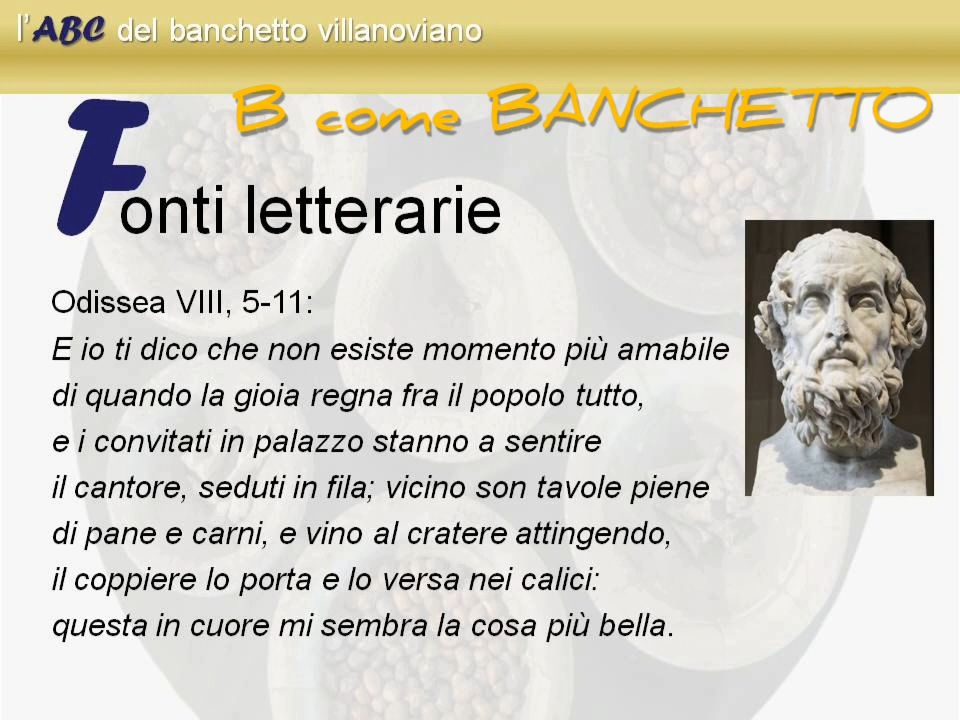 l'ABC del banchetto villanoviano
B come BANCHETTO
Fonti letterarie
Odissea VIII, 5-11:
E io ti dico che non esiste momento più amabile
di quando la gioia regna fra il popolo tutto,
e i convitati in palazzo stanno a sentire
il cantore, seduti in fila; vicino son tavole piene
di pane e carni, e vino al cratere attingendo,
il coppiere lo porta e lo versa nei calici:
questa in cuore mi sembra la cosa più bella.